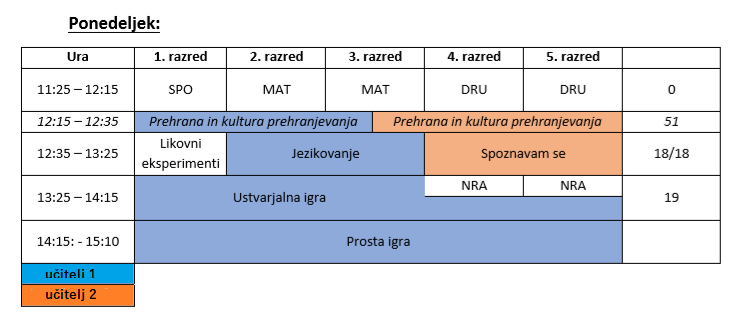 Ponedeljek:
Ura 1. razred 2. razred 3. razred 4. razred 5. razred
11:25 – 12:15 SPO MAT MAT DRU DRU 0
12:15 – 12:35 Prehrana in kultura prehranjevanja Prehrana in kultura prehranjevanja 51
12:35 – 13:25 Likovni eksperimenti Jezikovanje Spoznavam se 18/18
13:25 – 14:15 Ustvarjalna igra NRA NRA 19
14:15: - 15:10 Prosta igra
učitelj 1
učitelj 2